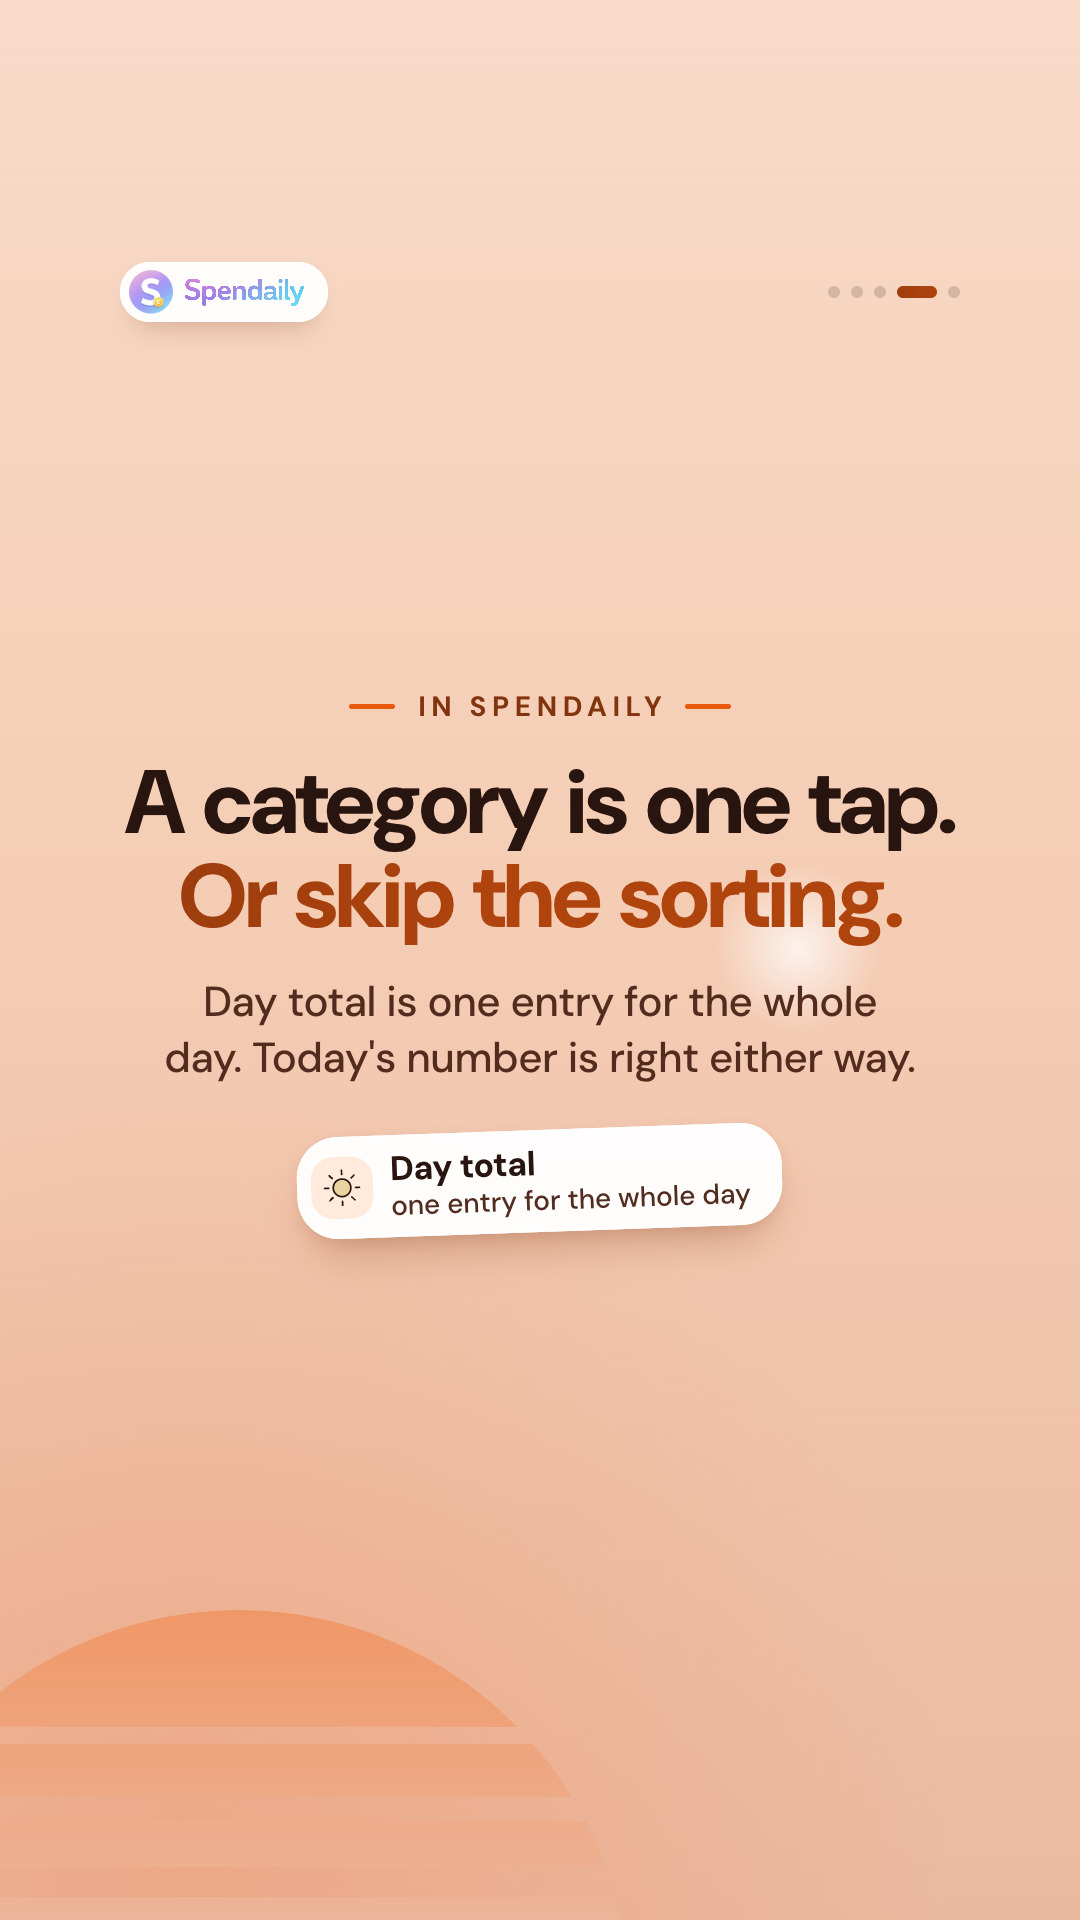 Spendaily
IN SPENDAILY
A category is one tap.
Or skip the sorting.
Day total is one entry for the whole
day. Today's number is right either way.
Day total
one entry for the whole day